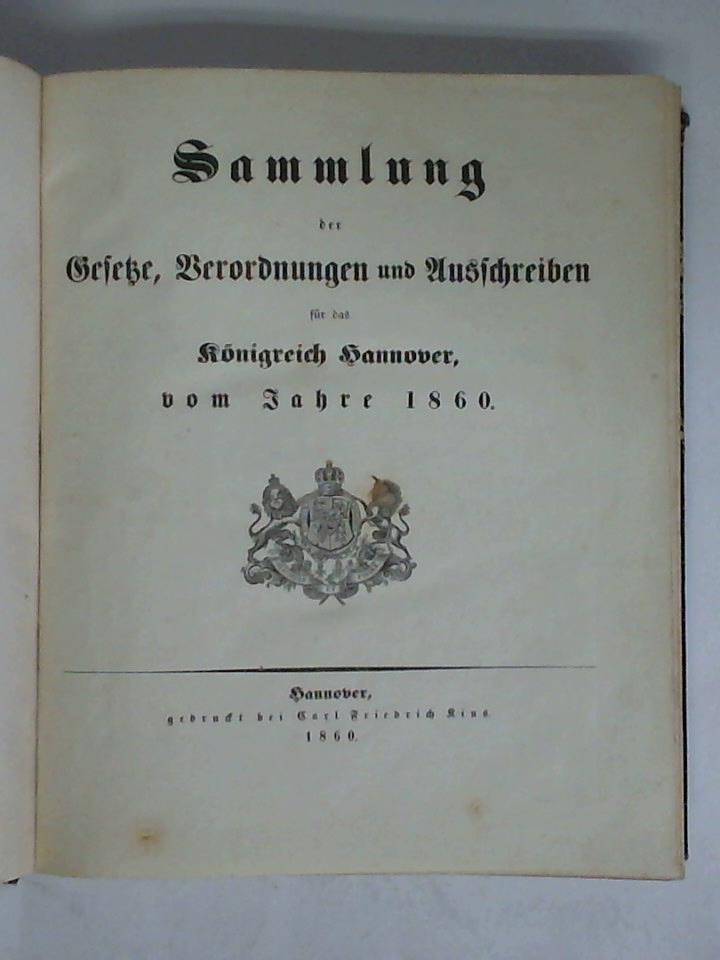 Sammlung
der
Gesetze, Verordnungen und Ausschreiben
für das
Königreich Hannover,
vom Jahre 1860.
Hannover,
gedruckt bei Carl Friedrich Kius
1860.